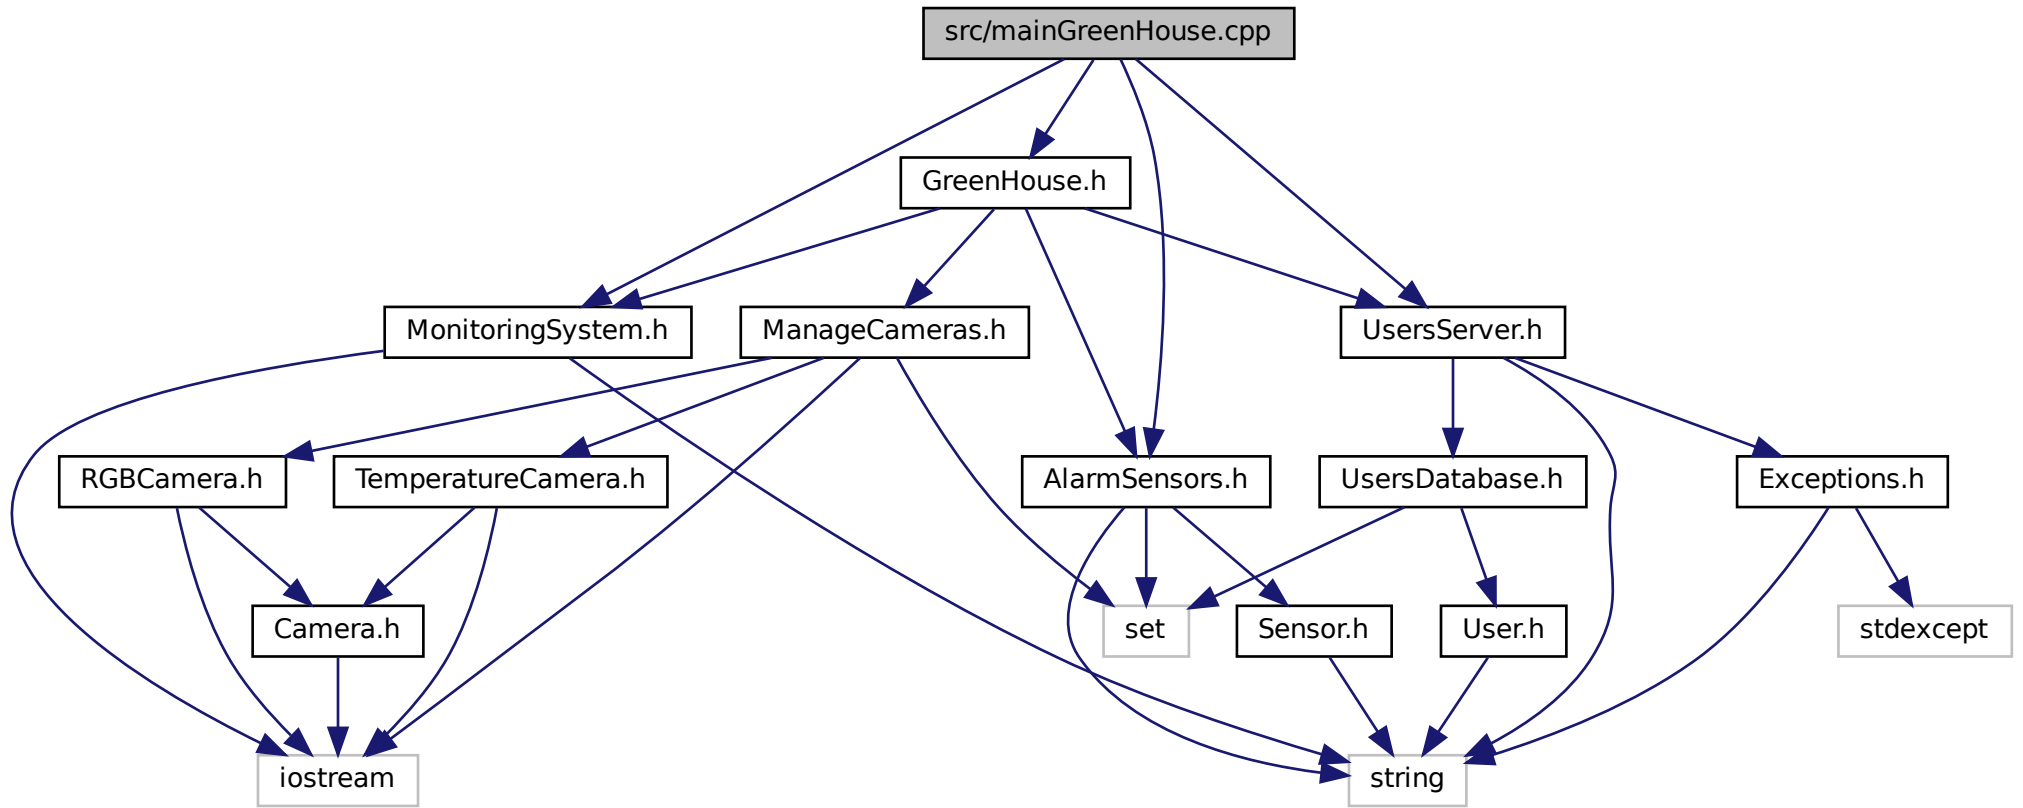 src/mainGreenHouse.cpp
GreenHouse.h
MonitoringSystem.h
ManageCameras.h
UsersServer.h
RGBCamera.h
TemperatureCamera.h
AlarmSensors.h
UsersDatabase.h
Exceptions.h
Camera.h
set
Sensor.h
User.h
stdexcept
iostream
string